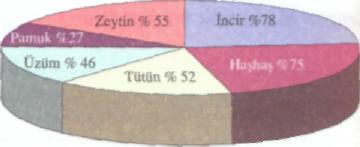 Zeytin % 55
İncir %78
Pamuk %27
Haşhaş % 75
Üzüm % 46
Tütün % 52